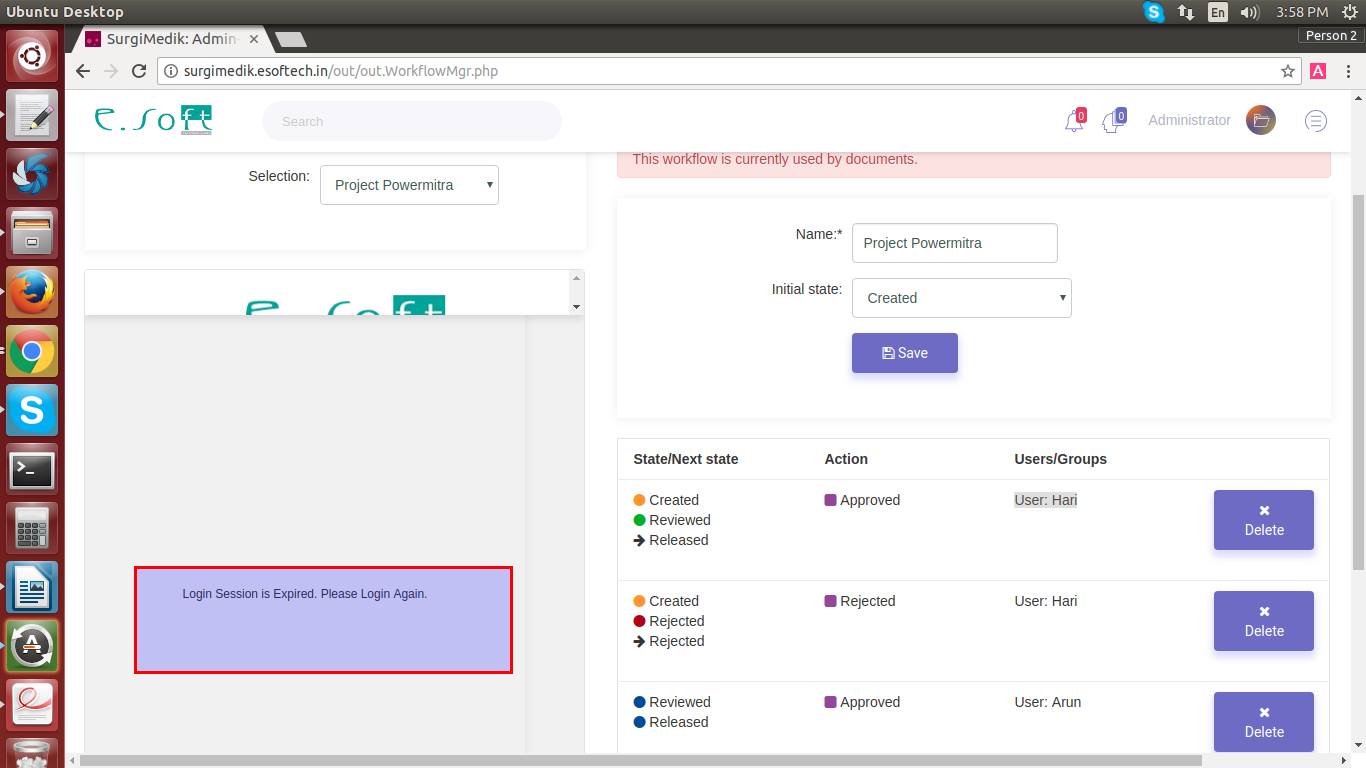 Ubuntu Desktop
En
3:58 PM
SurgiMedik: Admin
Person 2
surgimedik.esoftech.in/out/out.WorkflowMgr.php
A
E.Soft
Search
0
0
Administrator
Selection:
Project Powermitra
This workflow is currently used by documents.
Name:*
Project Powermitra
Initial state:
Created
Save
E.Soft
Login Session is Expired. Please Login Again.
State/Next state Action Users/Groups
Created Approved User: Hari
Reviewed
Released
Delete
Created Rejected User: Hari
Rejected
Rejected
Delete
Reviewed Approved User: Arun
Released
Delete